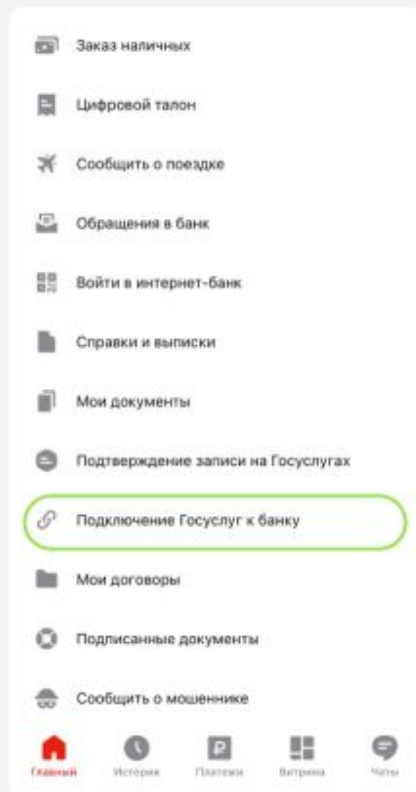 Заказ наличных
Цифровой талон
Сообщить о поездке
Обращения в банк
Войти в интернет-банк
Справки и выписки
Мои документы
Подтверждение записи на Госуслугах
Подключение Госуслуг к банку
Мои договоры
Подписанные документы
Сообщить о мошеннике
Главный История Платежи Витрина Чаты